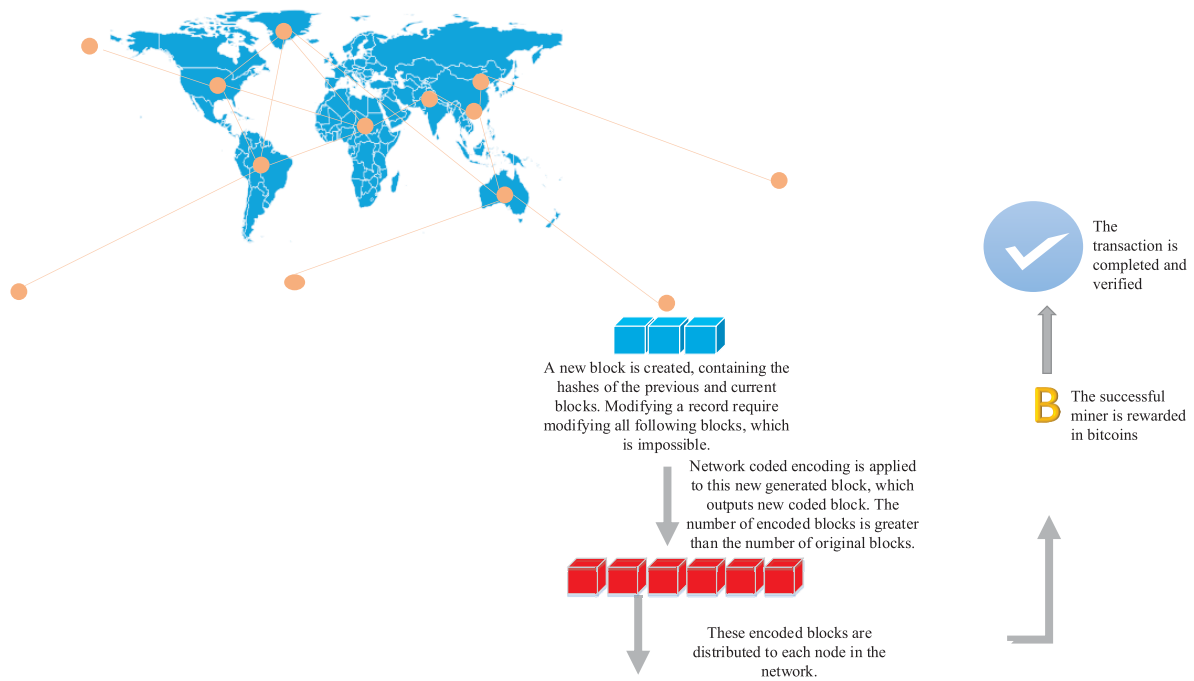 The
transaction is
completed and
verified
The successful
miner is rewarded
in bitcoins
A new block is created, containing the
hashes of the previous and current
blocks. Modifying a record require
modifying all following blocks, which
is impossible.
Network coded encoding is applied
to this new generated block, which
outputs new coded block. The
number of encoded blocks is greater
than the number of original blocks.
These encoded blocks are
distributed to each node in the
network.
B